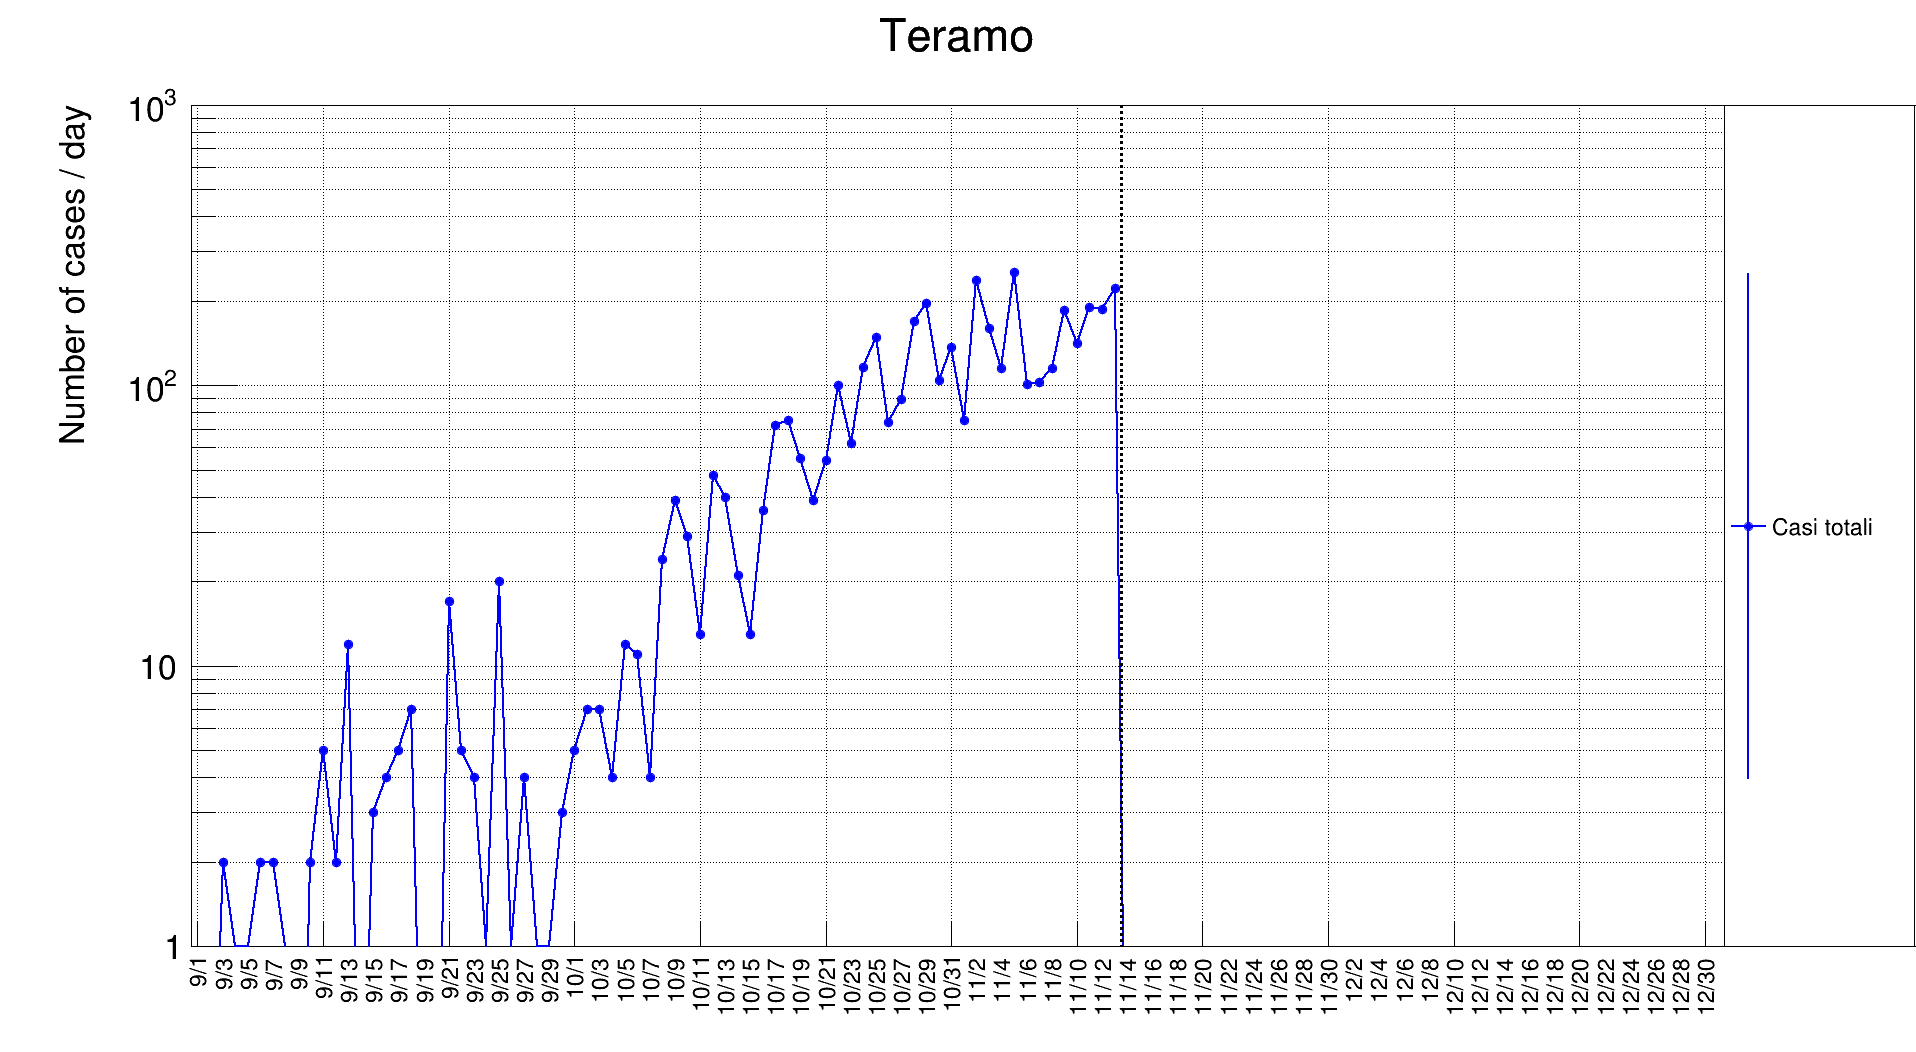 Teramo
Number of cases / day
10^3
10^2
10
1
9/1 9/3 9/5 9/7 9/9 9/11 9/13 9/15 9/17 9/19 9/21 9/23 9/25 9/27 9/29 10/1 10/3 10/5 10/7 10/9 10/11 10/13 10/15 10/17 10/19 10/21 10/23 10/25 10/27 10/29 10/31 11/2 11/4 11/6 11/8 11/10 11/12 11/14 11/16 11/18 11/20 11/22 11/24 11/26 11/28 11/30 12/2 12/4 12/6 12/8 12/10 12/12 12/14 12/16 12/18 12/20 12/22 12/24 12/26 12/28 12/30
Casi totali